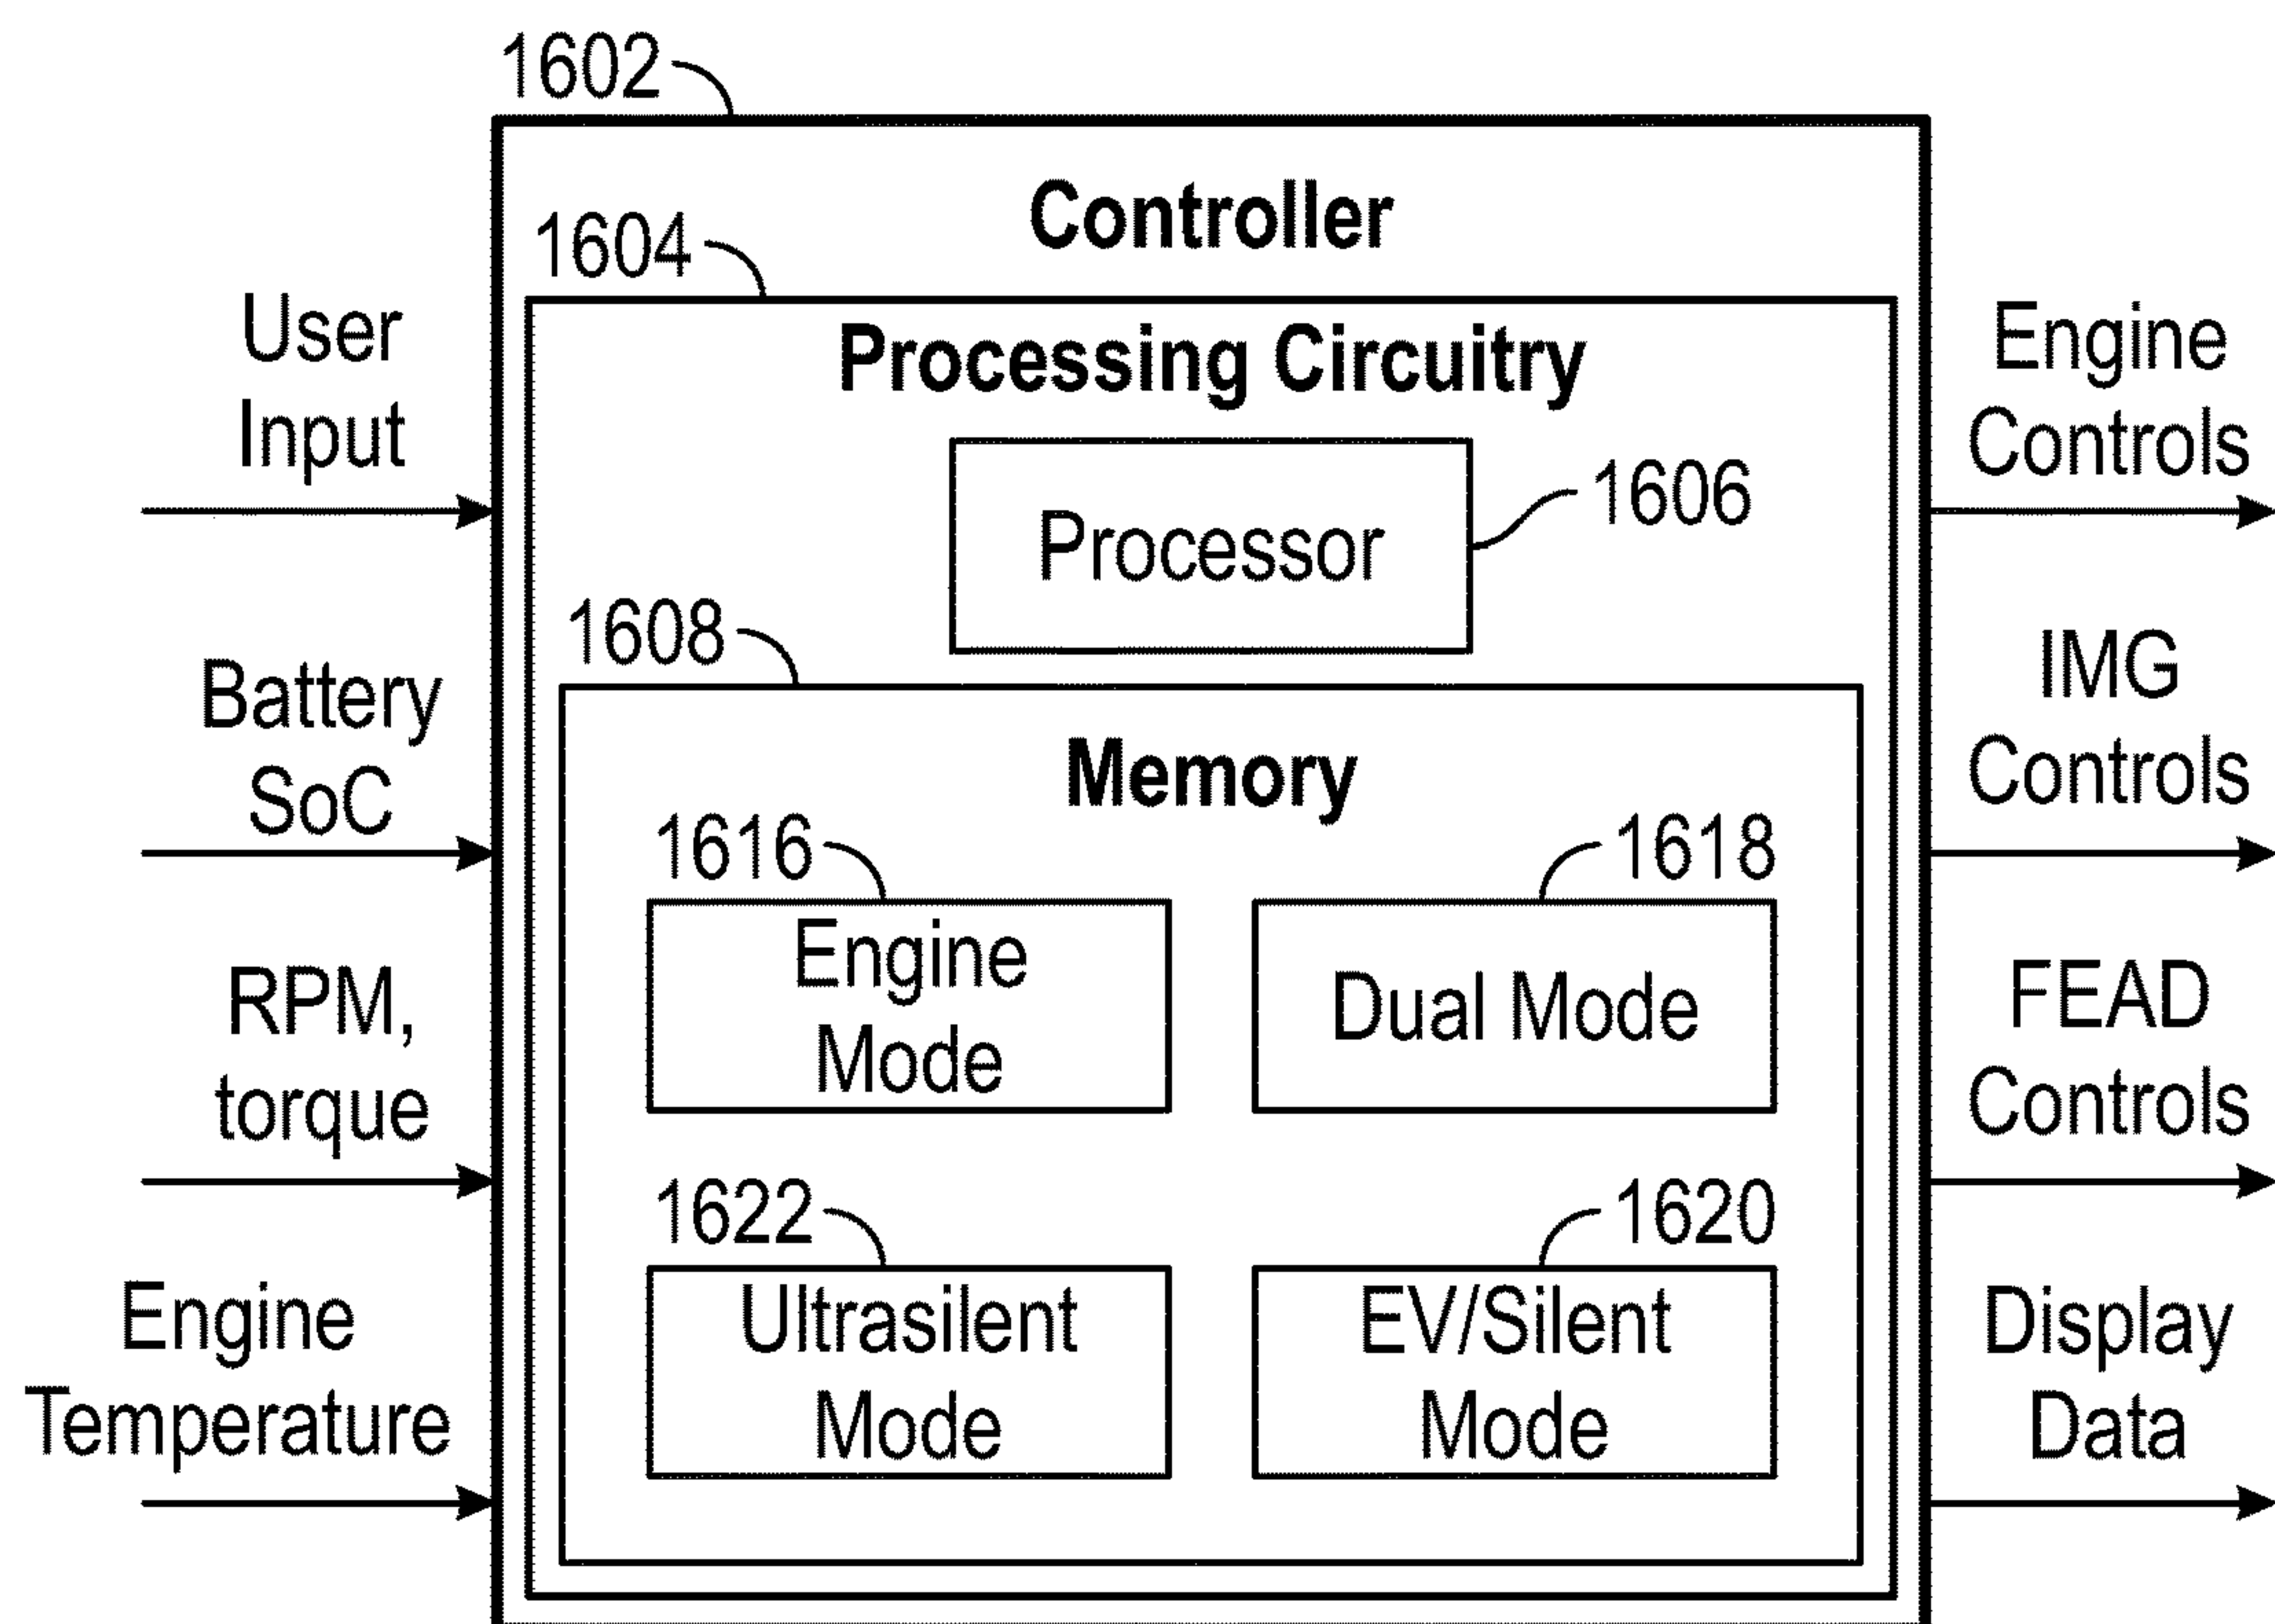 1602
Controller
1604
Processing Circuitry
Processor
1606
1608
Memory
1616
Engine
Mode
1618
Dual Mode
1622
Ultrasilent
Mode
1620
EV/Silent
Mode
User
Input
Battery
SoC
RPM,
torque
Engine
Temperature
Engine
Controls
IMG
Controls
FEAD
Controls
Display
Data